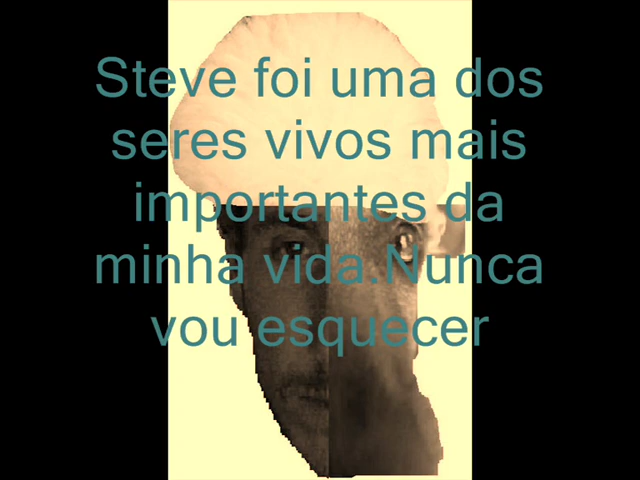 Steve foi uma dos
seres vivos mais
importantes da
minha vida.Nunca
vou esquecer